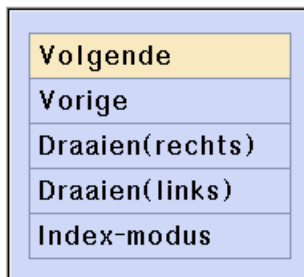 Volgende
Vorige
Draaien(rechts)
Draaien(links)
Index-modus